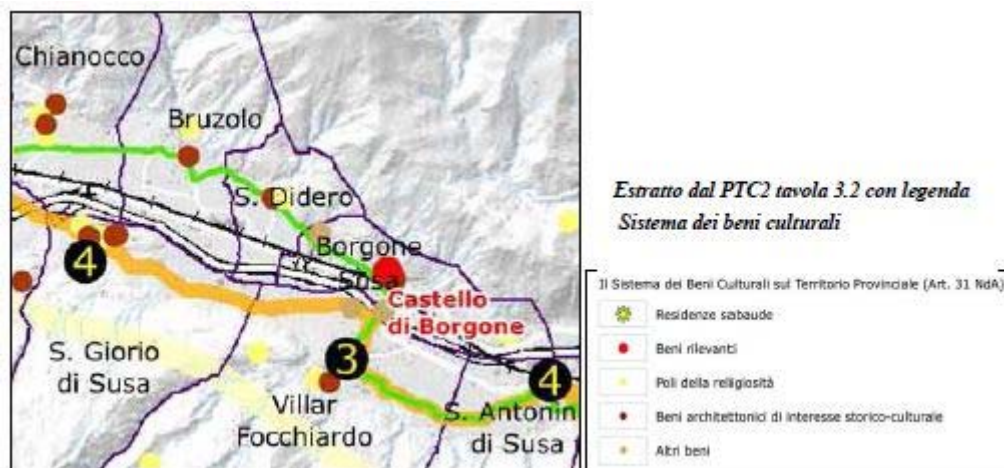 Chianocco
Bruzolo
S. Didero
Borgone
Susa
Castello
di Borgone
4
3
4
S. Giorio
di Susa
Villar
Focchiardo
S. Antonin
di Susa
Estratto dal PTC2 tavola 3.2 con legenda
Sistema dei beni culturali
Il Sistema dei Beni Culturali sul Territorio Provinciale (Art. 31 NdA)
Residenze sabaude
Beni rilevanti
Poli della religiosità
Beni architettonici di interesse storico-culturale
Altri beni